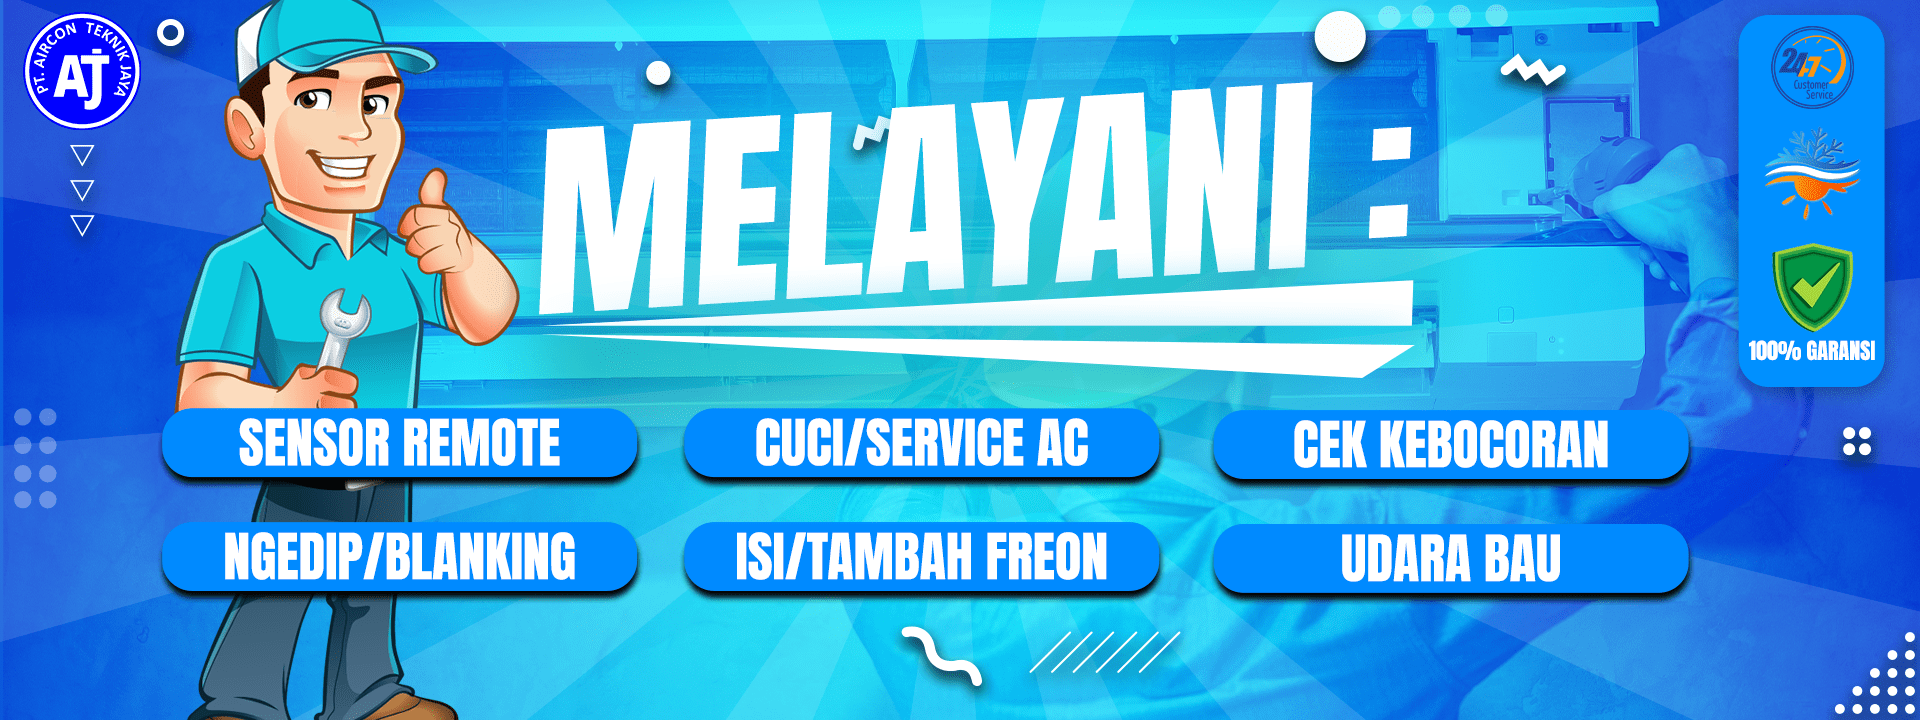 PT. AIRCON TEKNIK JAYA
AJ
MELAYANI :
24/7
Customer
Service
100% GARANSI
SENSOR REMOTE
CUCI/SERVICE AC
CEK KEBOCORAN
NGEDIP/BLANKING
ISI/TAMBAH FREON
UDARA BAU